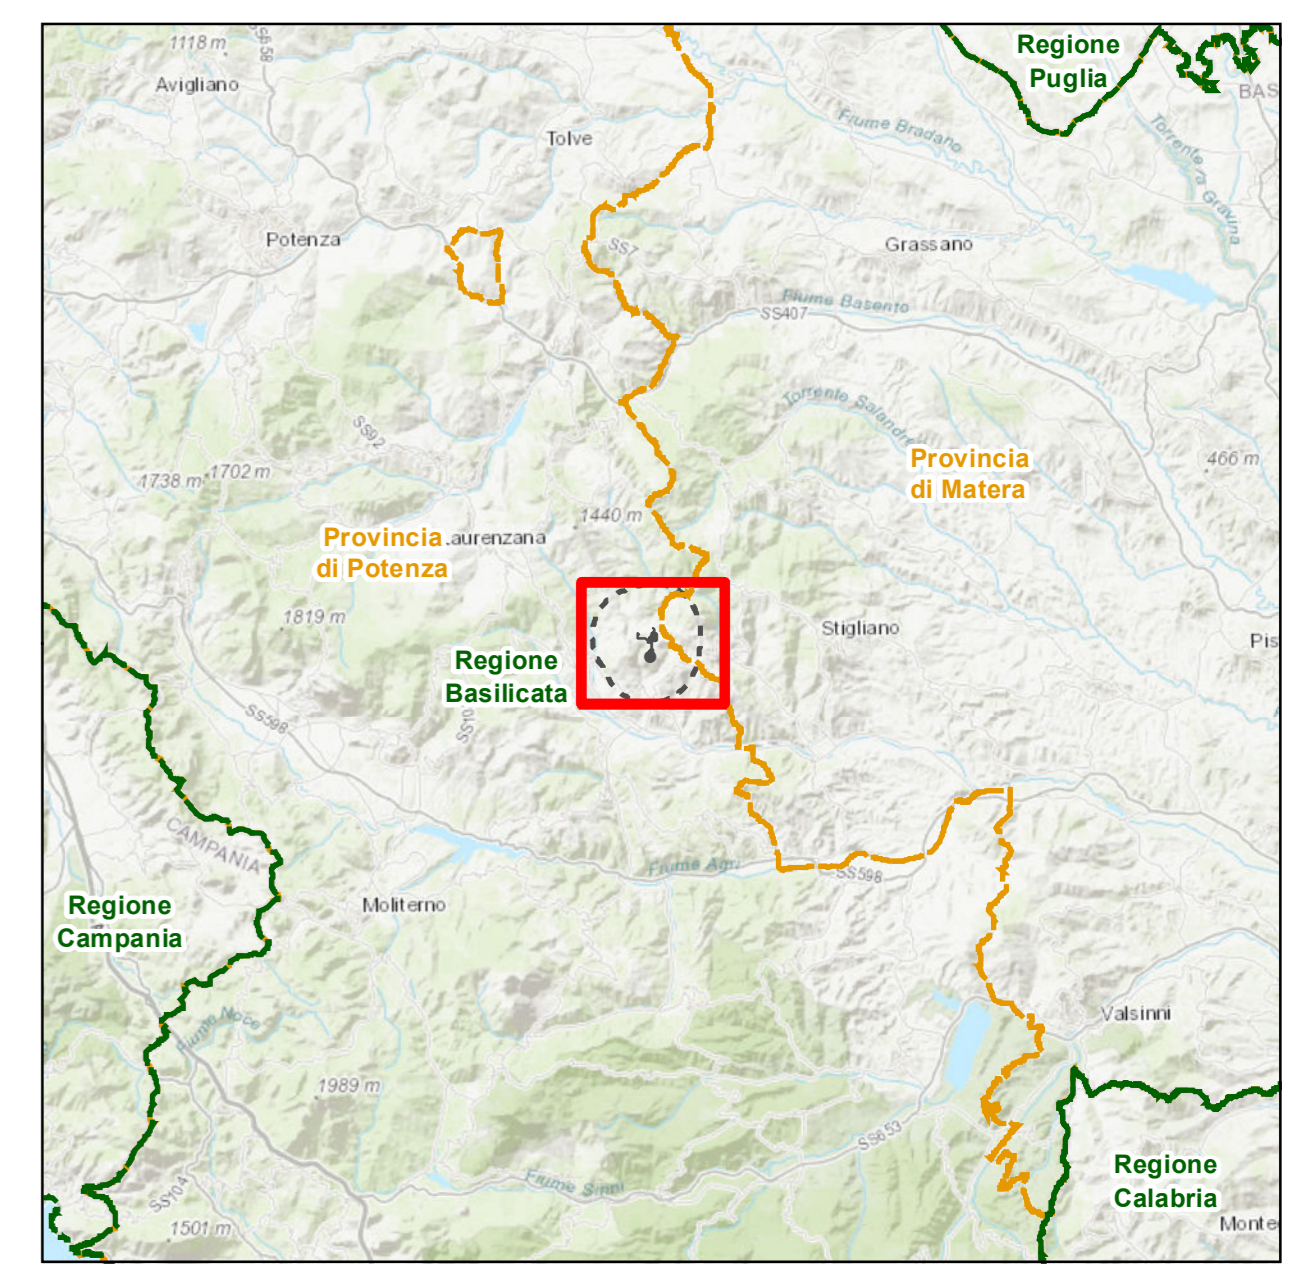 1118 m
Avigliano
Regione
Puglia
BAS
Tolve
Fiume Bradano
Torrente
Gravina
Potenza
SS7
Grassano
Fiume Basento
SS407
Torrente Salandre
SS92
Provincia
di Matera
466 m
1738 m
1702 m
1440 m
Provincia
di Potenza
aurenzana
1819 m
Stigliano
Pis
Regione
Basilicata
SS598
CAMPANIA
Fiume Agri
SS598
Moliterno
Regione
Campania
Fiume Noce
Valsinni
1989 m
SS653
Fiume Sinni
SS104
1501 m
Regione
Calabria
Monte